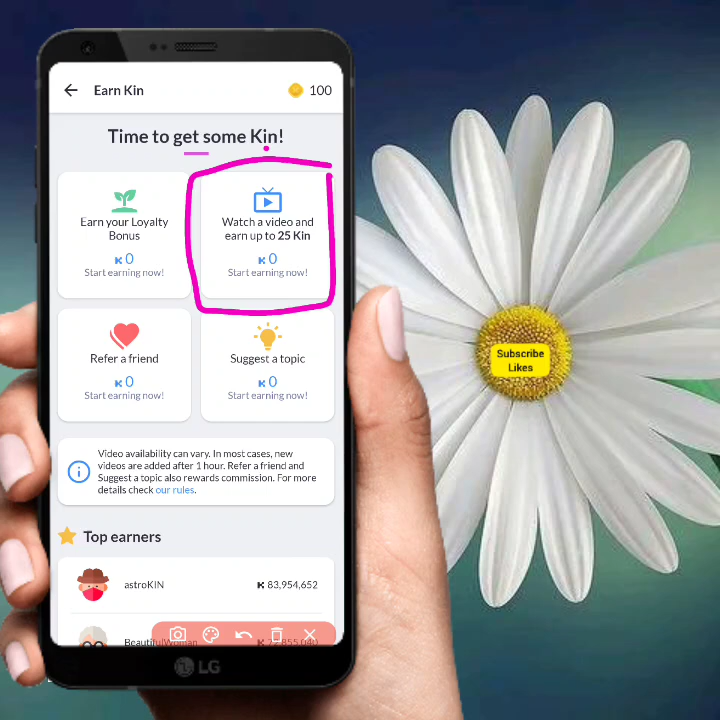 Earn Kin
100
Time to get some Kin!
Earn your Loyalty
Bonus
0
Start earning now!
Watch a video and
earn up to 25 Kin
0
Start earning now!
Refer a friend
0
Start earning now!
Suggest a topic
0
Start earning now!
Video availability can vary. In most cases, new
videos are added after 1 hour. Refer a friend and
Suggest a topic also rewards commission. For more
details check our rules.
Top earners
astroKIN
83,954,652
BeautifulWoman
72,855,040
LG
Subscribe
Likes